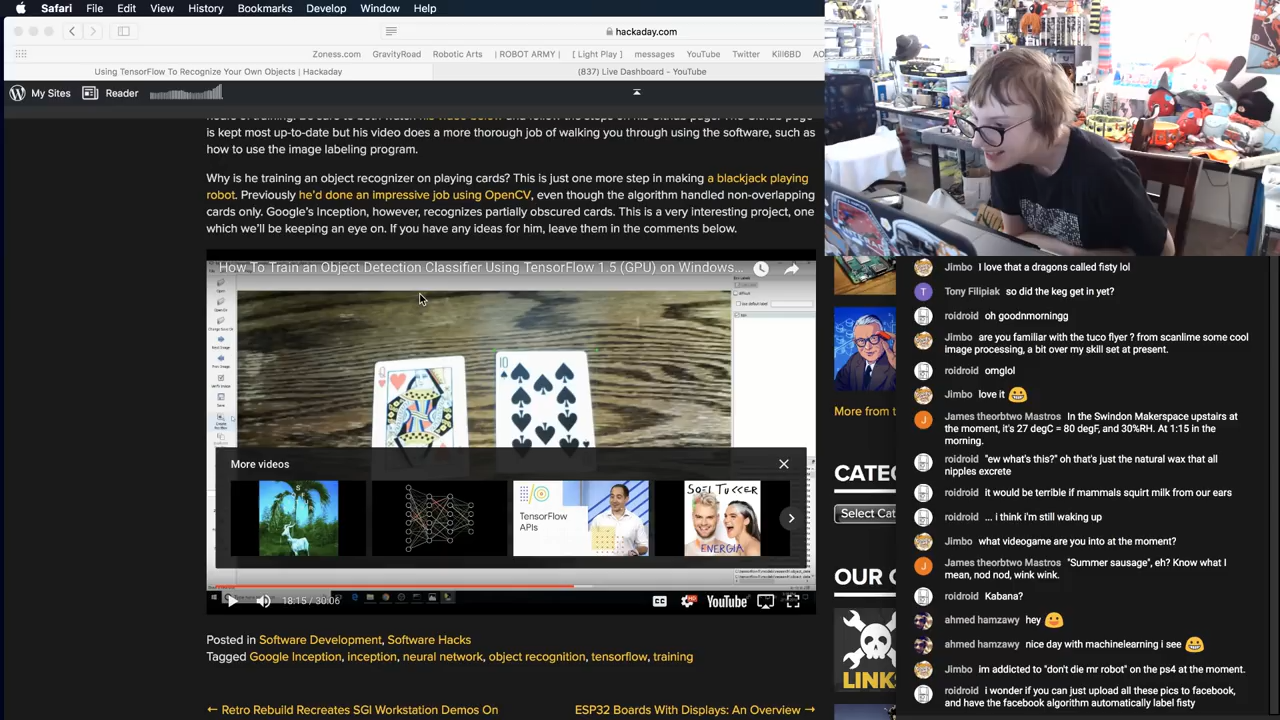 Safari File Edit View History Bookmarks Develop Window Help
hackaday.com
Zoness.com Gravitroad Robotic Arts | ROBOT ARMY | [ Light Play ] messages YouTube Twitter Kill6BD
Using TensorFlow To Recognize Your Own Objects | Hackaday
(837) Live Dashboard - YouTube
My Sites Reader
is kept most up-to-date but his video does a more thorough job of walking you through using the software, such as
how to use the image labeling program.
Why is he training an object recognizer on playing cards? This is just one more step in making a blackjack playing
robot. Previously he'd done an impressive job using OpenCV, even though the algorithm handled non-overlapping
cards only. Google's Inception, however, recognizes partially obscured cards. This is a very interesting project, one
which we'll be keeping an eye on. If you have any ideas for him, leave them in the comments below.
How To Train an Object Detection Classifier Using TensorFlow 1.5 (GPU) on Windows...
10
More videos
TensorFlow
APIs
SOFI TUKKER
ENERGIA
18:15 / 30:06
CC
HD
YouTube
Posted in Software Development, Software Hacks
Tagged Google Inception, inception, neural network, object recognition, tensorflow, training
← Retro Rebuild Recreates SGI Workstation Demos On
ESP32 Boards With Displays: An Overview →
More from t
CATE
Select Cat
OUR
LINKS
Jimbo I love that a dragons called fisty lol
T
Tony Filipiak so did the keg get in yet?
roidroid oh goodnmorningg
Jimbo are you familiar with the tuco flyer ? from scanlime some cool
image processing, a bit over my skill set at present.
roidroid omglol
Jimbo love it
J
James theorbtwo Mastros In the Swindon Makerspace upstairs at
the moment, it's 27 degC = 80 degF, and 30%RH. At 1:15 in the
morning.
roidroid "ew what's this?" oh that's just the natural wax that all
nipples excrete
roidroid it would be terrible if mammals squirt milk from our ears
roidroid ... i think i'm still waking up
Jimbo what videogame are you into at the moment?
J
James theorbtwo Mastros "Summer sausage", eh? Know what I
mean, nod nod, wink wink.
roidroid Kabana?
ahmed hamzawy hey
ahmed hamzawy nice day with machinelearning i see
Jimbo im addicted to "don't die mr robot" on the ps4 at the moment.
roidroid i wonder if you can just upload all these pics to facebook,
and have the facebook algorithm automatically label fisty